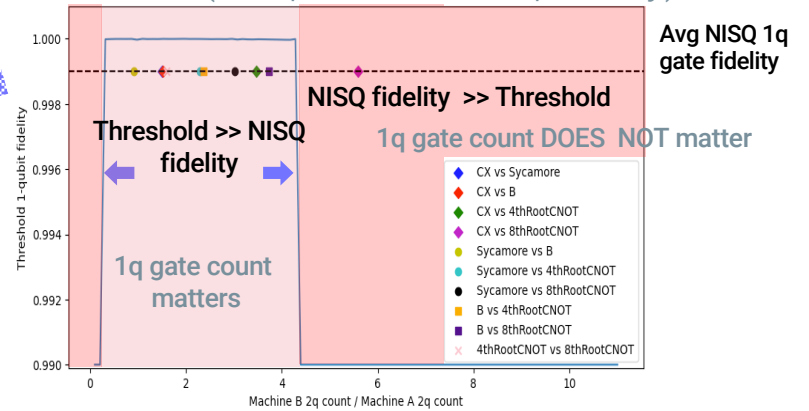 Avg NISQ 1q
gate fidelity
NISQ fidelity >> Threshold
Threshold >> NISQ
fidelity
1q gate count DOES NOT matter
1q gate count
matters
Threshold 1-qubit fidelity
1.000
0.998
0.996
0.994
0.992
0.990
CX vs Sycamore
CX vs B
CX vs 4thRootCNOT
CX vs 8thRootCNOT
Sycamore vs B
Sycamore vs 4thRootCNOT
Sycamore vs 8thRootCNOT
B vs 4thRootCNOT
B vs 8thRootCNOT
4thRootCNOT vs 8thRootCNOT
0 2 4 6 8 10
Machine B 2q count / Machine A 2q count